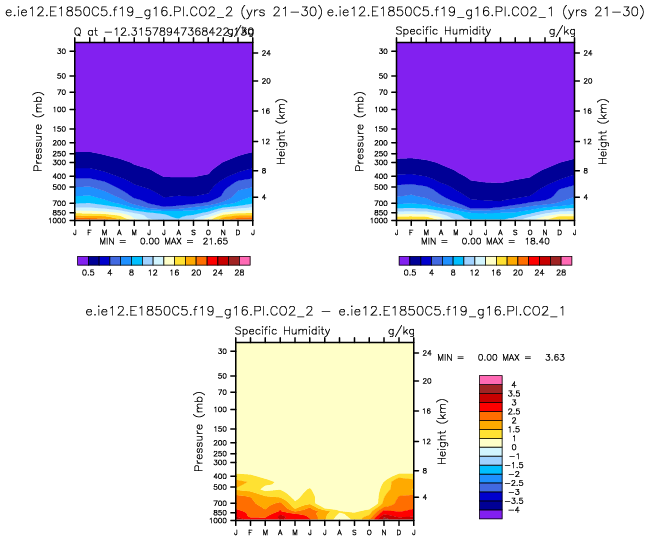 e.ie12.E1850C5.f19_g16.PI.CO2_2 (yrs 21-30) e.ie12.E1850C5.f19_g16.PI.CO2_1 (yrs 21-30)
Q at -12.31578947368422
g/kg
Specific Humidity g/kg
30 50 70 100 150 200 250 300 400 500 700 850 1000
Pressure (mb)
24 20 16 12 8 4
Height (km)
J F M A M J J A S O N D J
MIN = 0.00 MAX = 21.65
0.5 4 6 8 12 14 16 20 24 28
30 50 70 100 150 200 250 300 400 500 700 850 1000
Pressure (mb)
24 20 16 12 8 4
Height (km)
J F M A M J J A S O N D J
MIN = 0.00 MAX = 18.40
0.5 4 6 8 12 14 16 20 24 28
e.ie12.E1850C5.f19_g16.PI.CO2_2 - e.ie12.E1850C5.f19_g16.PI.CO2_1
Specific Humidity g/kg
30 50 70 100 150 200 250 300 400 500 700 850 1000
Pressure (mb)
24 20 16 12 8 4
Height (km)
J F M A M J J A S O N D J
MIN = 0.00 MAX = 3.63
4
3.5
3
2.5
2
1.5
1
0
-1
-1.5
-2
-2.5
-3
-3.5
-4